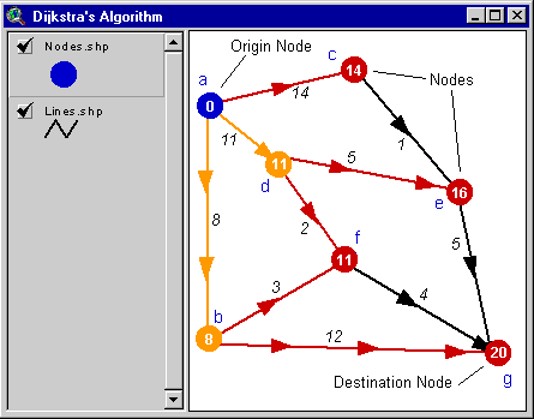 Dijkstra's Algorithm
Nodes.shp
Lines.shp
Origin Node
a
0
c
14
Nodes
14
11
1
11
d
5
16
e
8
2
f
11
5
3
4
b
8
12
20
g
Destination Node